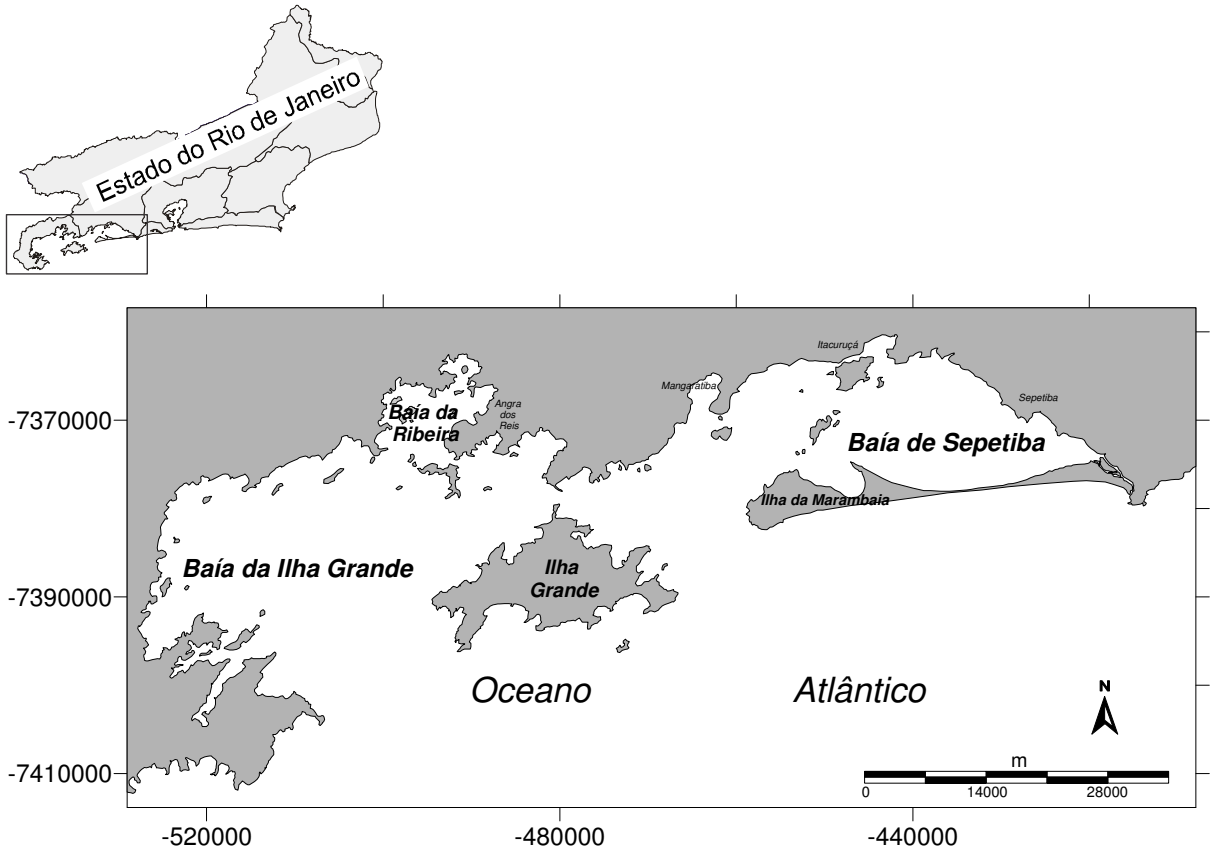 Estado do Rio de Janeiro
Itacuruçá
Mangaratiba
Sepetiba
Angra
dos
Reis
Baía da
Ribeira
Baía de Sepetiba
Ilha da Marambaia
Baía da Ilha Grande
Ilha
Grande
Oceano
Atlântico
N
m
0
14000
28000
-7370000
-7390000
-7410000
-520000
-480000
-440000